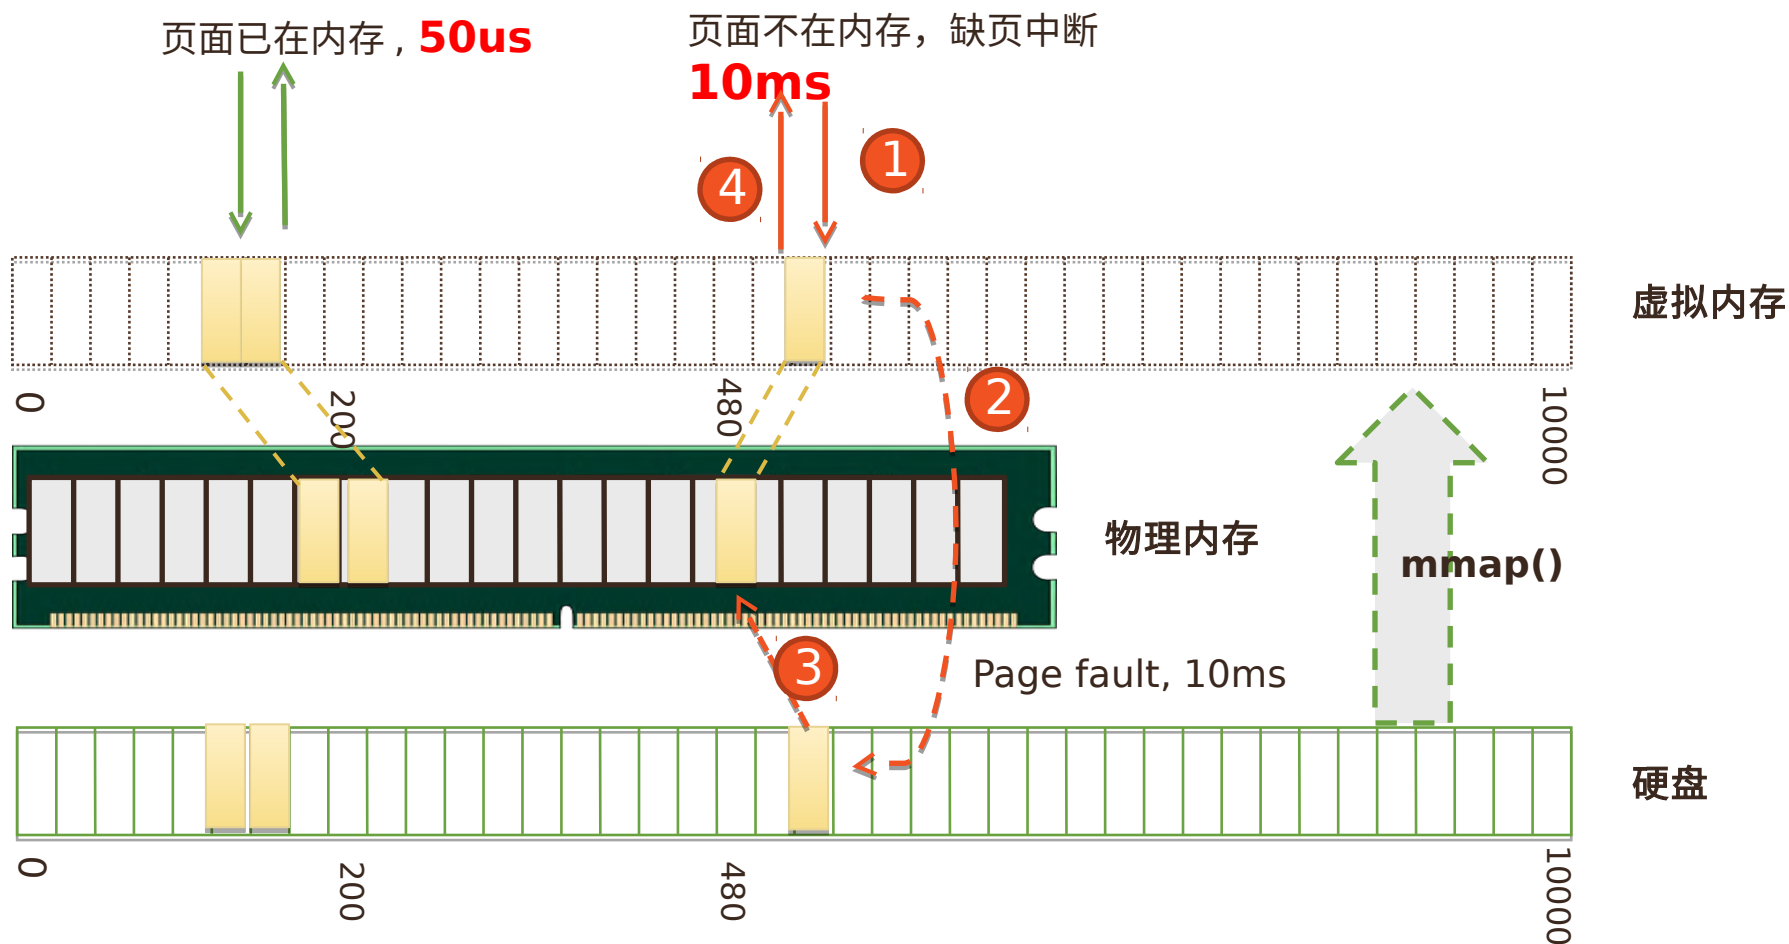 页面已在内存 , 50us
页面不在内存，缺页中断
10ms
1
4
虚拟内存
0
200
480
10000
2
物理内存
mmap()
3
Page fault, 10ms
硬盘
0
200
480
10000